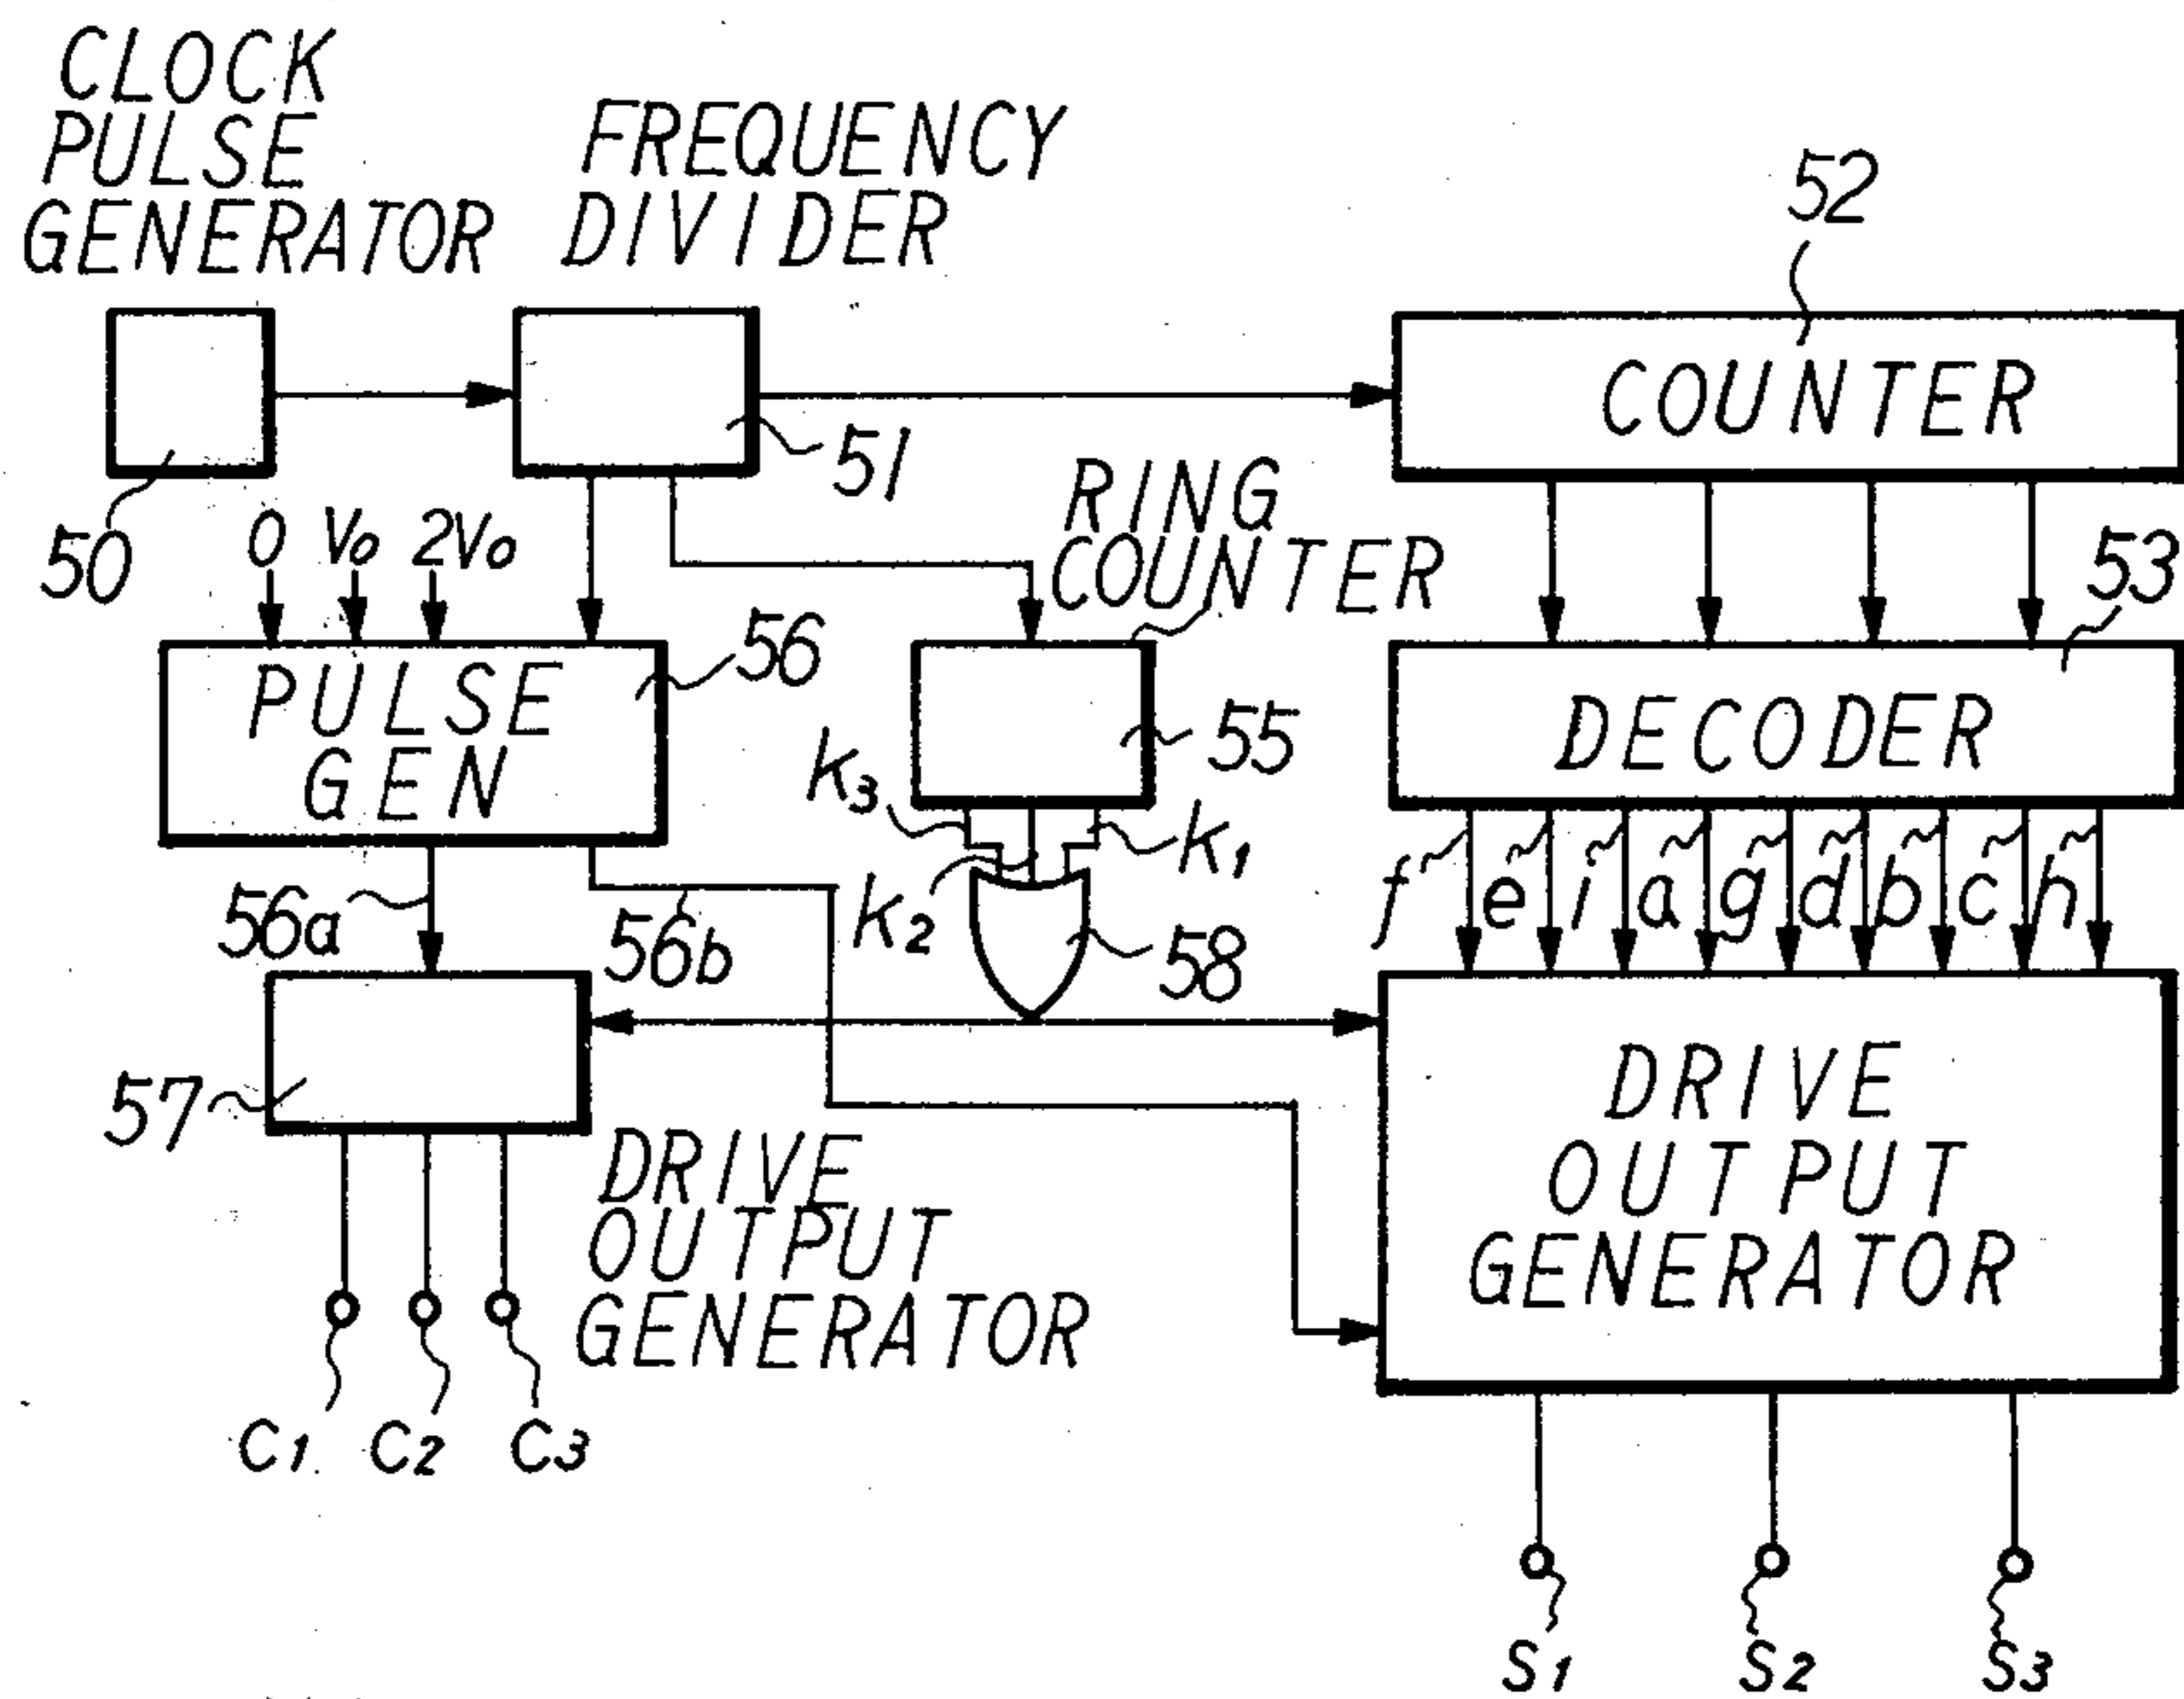 CLOCK
PULSE
GENERATOR
FREQUENCY
DIVIDER
52
COUNTER
51
50
0 V0 2V0
RING
COUNTER
53
56
PULSE
GEN
55
DECODER
k3
k1
k2
56a
56b
58
f e i a g d b c h
57
DRIVE
OUTPUT
GENERATOR
DRIVE
OUTPUT
GENERATOR
C1 C2 C3
S1 S2 S3